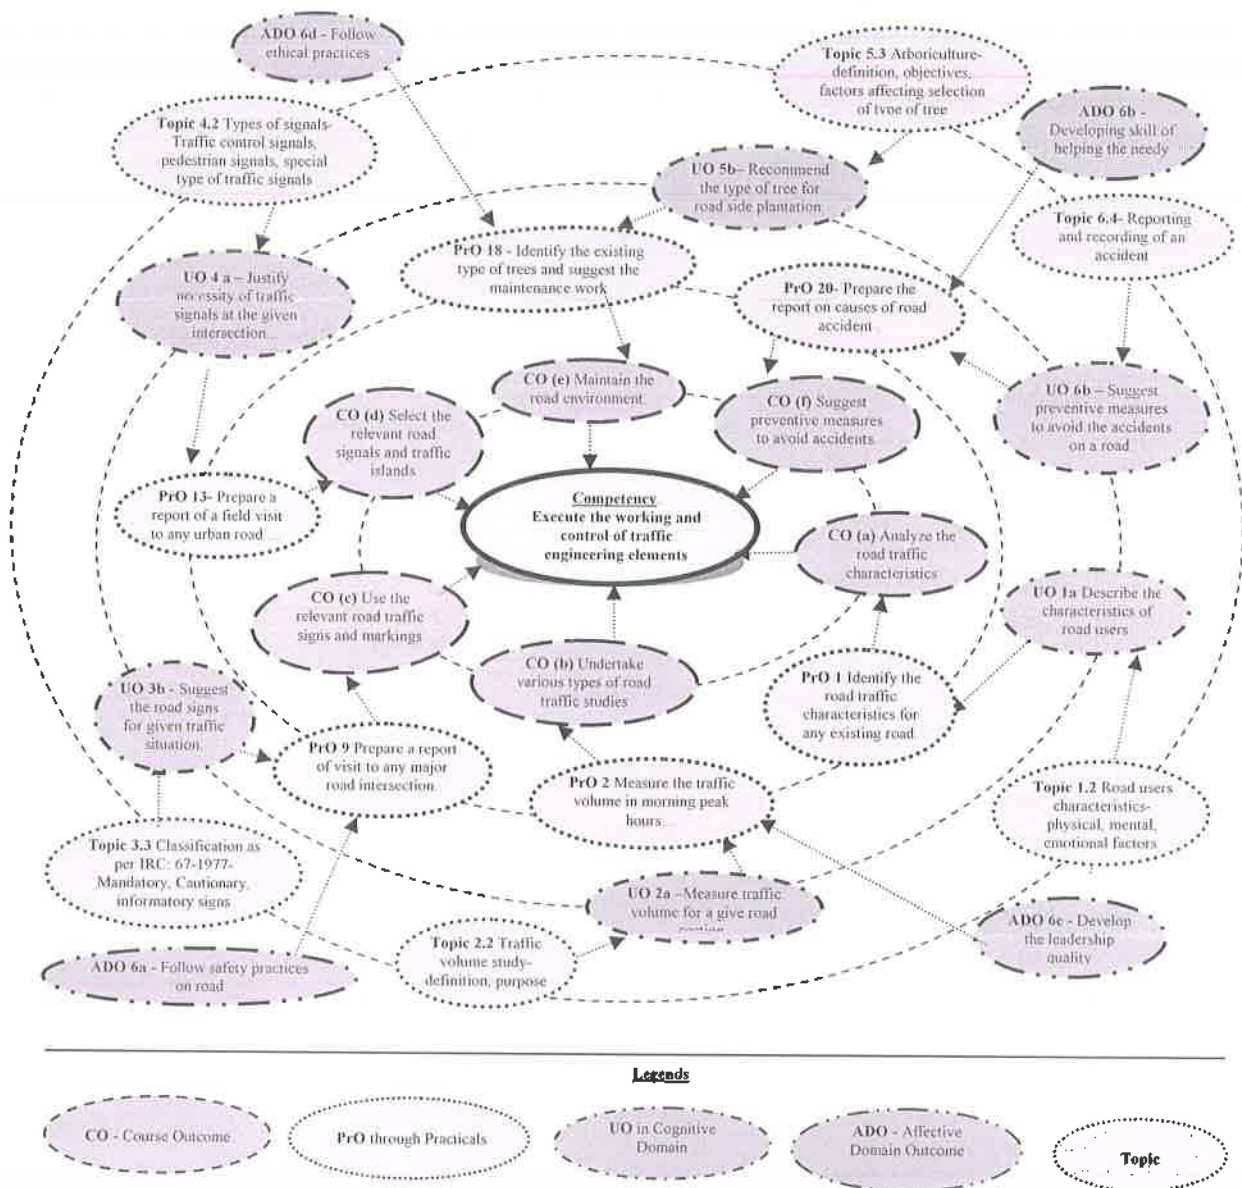 ADO 6d - Follow
ethical practices
Topic 5.3 Arboriculture-
definition, objectives,
factors affecting selection
of type of tree
ADO 6b -
Developing skill of
helping the needy
Topic 4.2 Types of signals-
Traffic control signals,
pedestrian signals, special
type of traffic signals
UO 5b– Recommend
the type of tree for
road side plantation
Topic 6.4- Reporting
and recording of an
accident
PrO 18 - Identify the existing
type of trees and suggest the
maintenance work
UO 4 a – Justify
necessity of traffic
signals at the given
intersection...
PrO 20- Prepare the
report on causes of road
accident
CO (e) Maintain the
road environment.
CO (d) Select the
relevant road
signals and traffic
islands
CO (f) Suggest
preventive measures
to avoid accidents
UO 6b – Suggest
preventive measures
to avoid the accidents
on a road
PrO 13- Prepare a
report of a field visit
to any urban road ...
Competency
Execute the working and
control of traffic
engineering elements
CO (a) Analyze the
road traffic
characteristics
CO (c) Use the
relevant road traffic
signs and markings
UO 1a Describe the
characteristics of
road users
CO (b) Undertake
various types of road
traffic studies
PrO 1 Identify the
road traffic
characteristics for
any existing road.
UO 3b - Suggest
the road signs
for given traffic
situation.
PrO 9 Prepare a report
of visit to any major
road intersection.
PrO 2 Measure the traffic
volume in morning peak
hours...
Topic 1.2 Road users
characteristics-
physical, mental,
emotional factors
Topic 3.3 Classification as
per IRC: 67-1977-
Mandatory, Cautionary,
informatory signs
UO 2a –Measure traffic
volume for a give road
ADO 6c - Develop
the leadership
quality
Topic 2.2 Traffic
volume study-
definition, purpose
ADO 6a - Follow safety practices
on road
Legends
CO - Course Outcome
PrO through Practicals
UO in Cognitive
Domain
ADO - Affective
Domain Outcome
Topic